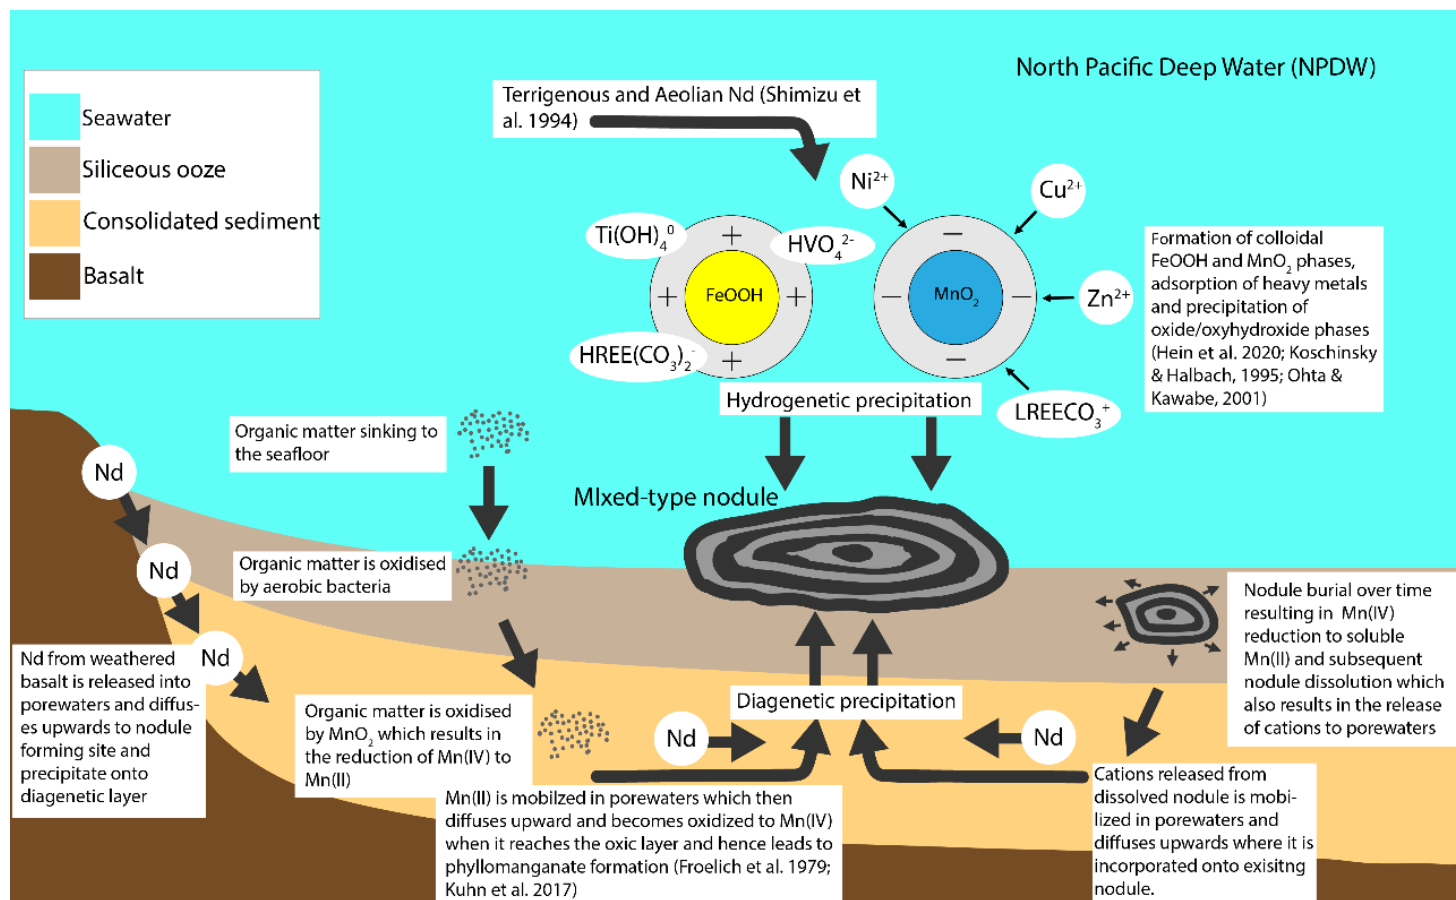 North Pacific Deep Water (NPDW)
Seawater
Siliceous ooze
Consolidated sediment
Basalt
Terrigenous and Aeolian Nd (Shimizu et
al. 1994)
Ni²⁺
Cu²⁺
Ti(OH)₄⁰
HVO₄²⁻
+
+
+
+
FeOOH
HREE(CO₃)₂⁻
−
−
−
−
MnO₂
Zn²⁺
LREECO₃⁺
Formation of colloidal
FeOOH and MnO₂ phases,
adsorption of heavy metals
and precipitation of
oxide/oxyhydroxide phases
(Hein et al. 2020; Koschinsky
& Halbach, 1995; Ohta &
Kawabe, 2001)
Hydrogenetic precipitation
Organic matter sinking to
the seafloor
Nd
MIxed-type nodule
Nd
Organic matter is oxidised
by aerobic bacteria
Nodule burial over time
resulting in Mn(IV)
reduction to soluble
Mn(II) and subsequent
nodule dissolution which
also results in the release
of cations to porewaters
Nd
Nd from weathered
basalt is released into
porewaters and diffus-
es upwards to nodule
forming site and
precipitate onto
diagenetic layer
Organic matter is oxidised
by MnO₂ which results in
the reduction of Mn(IV) to
Mn(II)
Diagenetic precipitation
Nd
Nd
Mn(II) is mobilzed in porewaters which then
diffuses upward and becomes oxidized to Mn(IV)
when it reaches the oxic layer and hence leads to
phyllomanganate formation (Froelich et al. 1979;
Kuhn et al. 2017)
Cations released from
dissolved nodule is mobi-
lized in porewaters and
diffuses upwards where it is
incorporated onto exisitng
nodule.